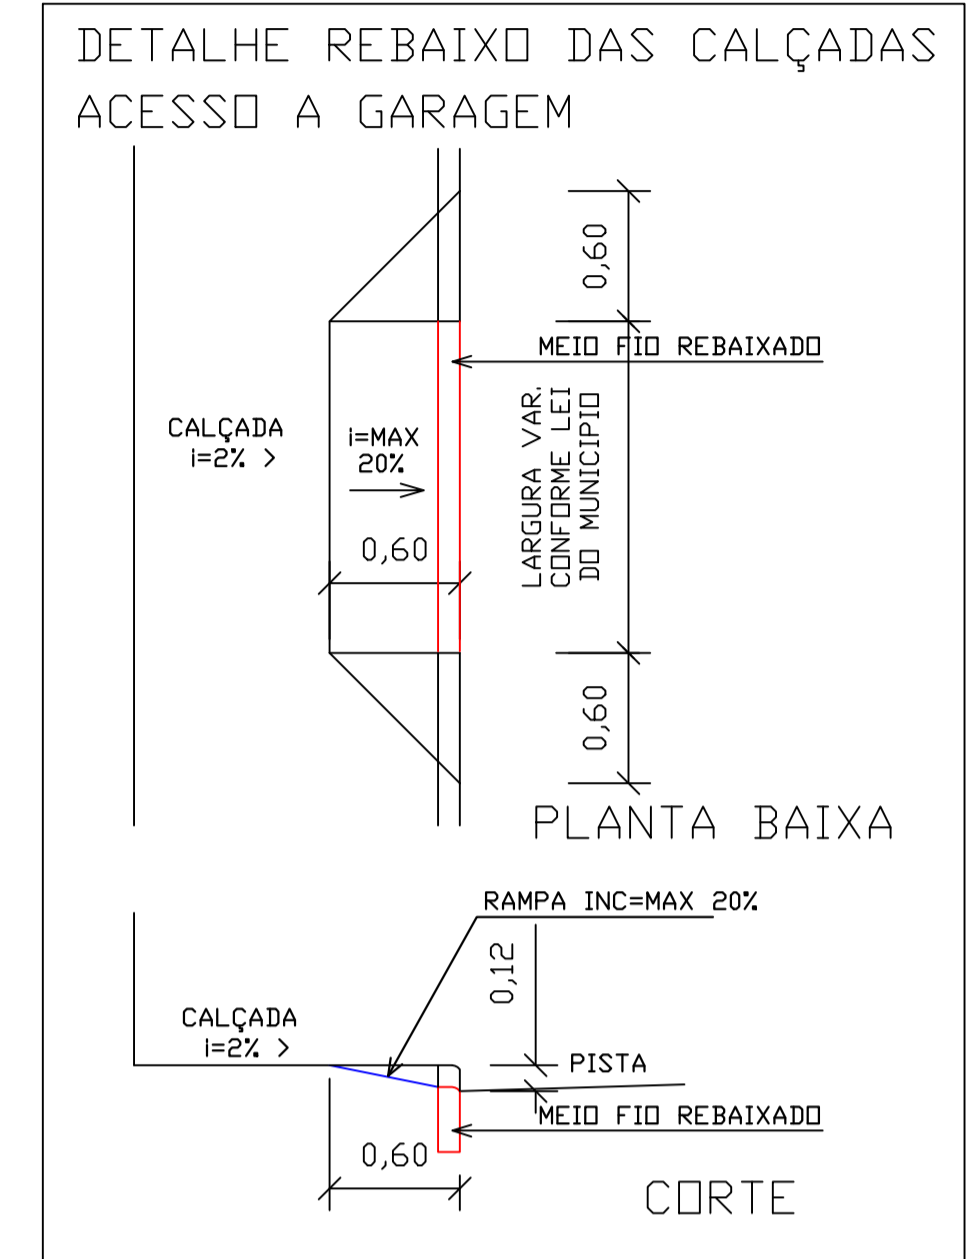 DETALHE REBAIXO DAS CALÇADAS
ACESSO A GARAGEM
0,60
MEIO FIO REBAIXADO
CALÇADA
i=2% >
i=MAX
20%
LARGURA VAR.
CONFORME LEI
DO MUNICIPIO
0,60
0,60
PLANTA BAIXA
RAMPA INC=MAX 20%
0,12
CALÇADA
i=2% >
PISTA
MEIO FIO REBAIXADO
0,60
CORTE